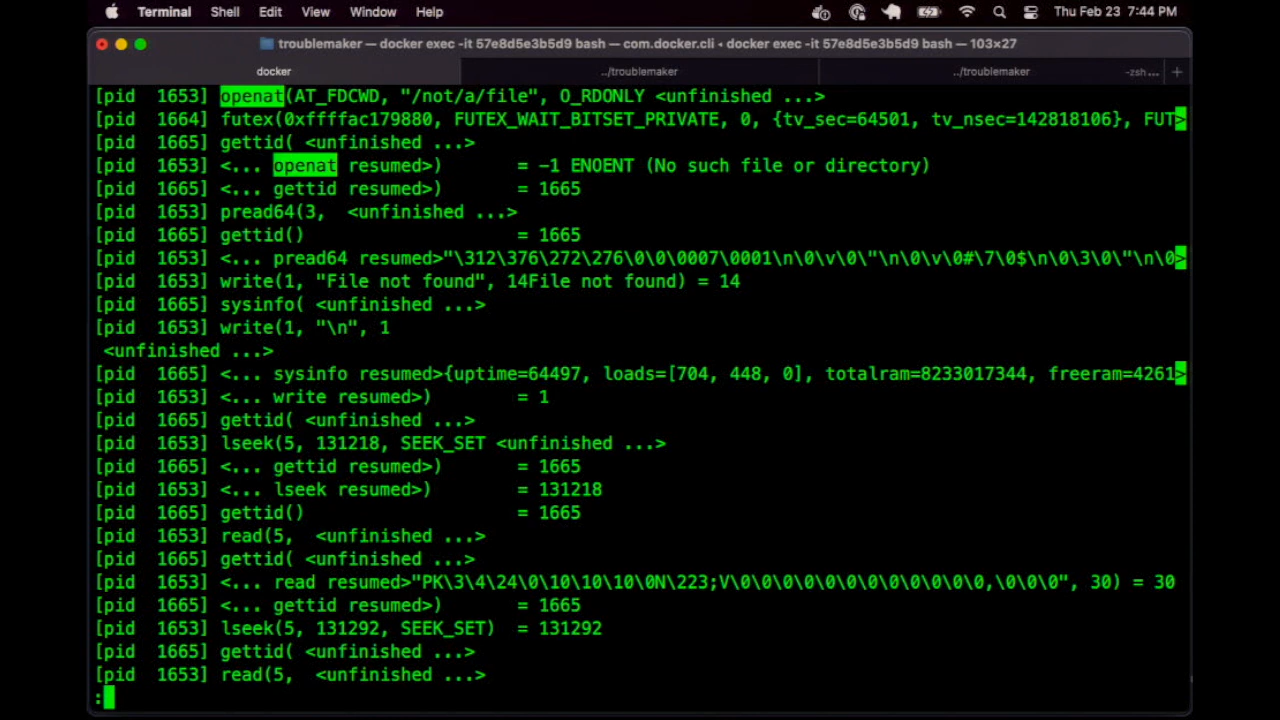 Terminal Shell Edit View Window Help Thu Feb 23 7:44 PM
troublemaker — docker exec -it 57e8d5e3b5d9 bash — com.docker.cli ◂ docker exec -it 57e8d5e3b5d9 bash — 103×27
docker ../troublemaker ../troublemaker -zsh... +
[pid  1653] openat(AT_FDCWD, "/not/a/file", O_RDONLY <unfinished ...>
[pid  1664] futex(0xffffac179880, FUTEX_WAIT_BITSET_PRIVATE, 0, {tv_sec=64501, tv_nsec=142818106}, FUT>
[pid  1665] gettid( <unfinished ...>
[pid  1653] <... openat resumed>)       = -1 ENOENT (No such file or directory)
[pid  1665] <... gettid resumed>)       = 1665
[pid  1653] pread64(3,  <unfinished ...>
[pid  1665] gettid()                    = 1665
[pid  1653] <... pread64 resumed>"\312\376\272\276\0\0\0007\0001\n\0\v\0\"\n\0\v\0#\7\0$\n\0\3\0\"\n\0>
[pid  1653] write(1, "File not found", 14File not found) = 14
[pid  1665] sysinfo( <unfinished ...>
[pid  1653] write(1, "\n", 1
 <unfinished ...>
[pid  1665] <... sysinfo resumed>{uptime=64497, loads=[704, 448, 0], totalram=8233017344, freeram=4261>
[pid  1653] <... write resumed>)        = 1
[pid  1665] gettid( <unfinished ...>
[pid  1653] lseek(5, 131218, SEEK_SET <unfinished ...>
[pid  1665] <... gettid resumed>)       = 1665
[pid  1653] <... lseek resumed>)        = 131218
[pid  1665] gettid()                    = 1665
[pid  1653] read(5,  <unfinished ...>
[pid  1665] gettid( <unfinished ...>
[pid  1653] <... read resumed>"PK\3\4\24\0\10\10\10\0N\223;V\0\0\0\0\0\0\0\0\0\0\0\0,\0\0\0", 30) = 30
[pid  1665] <... gettid resumed>)       = 1665
[pid  1653] lseek(5, 131292, SEEK_SET)  = 131292
[pid  1665] gettid( <unfinished ...>
[pid  1653] read(5,  <unfinished ...>
: